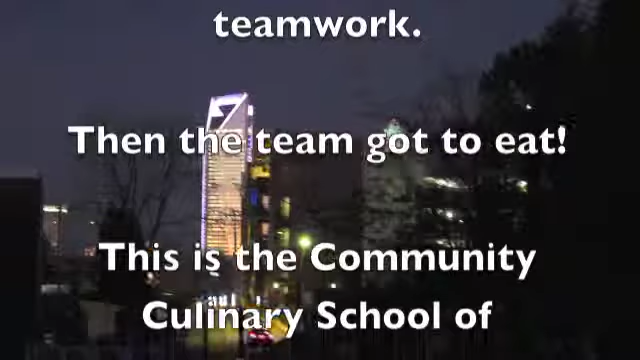 teamwork.
Then the team got to eat!
This is the Community
Culinary School of